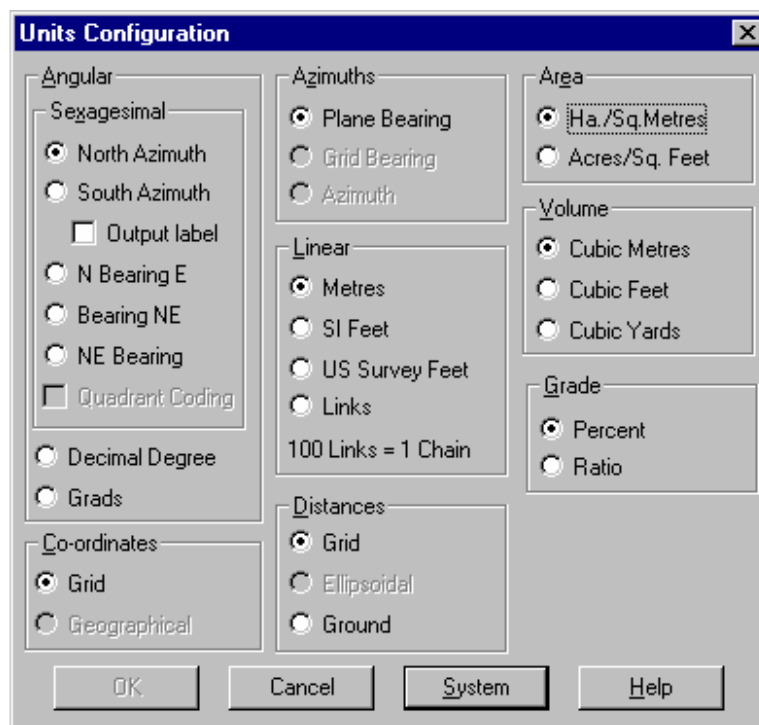 Units Configuration
Angular
Sexagesimal
North Azimuth
South Azimuth
Output label
N Bearing E
Bearing NE
NE Bearing
Quadrant Coding
Decimal Degree
Grads
Co-ordinates
Grid
Geographical
Azimuths
Plane Bearing
Grid Bearing
Azimuth
Linear
Metres
SI Feet
US Survey Feet
Links
100 Links = 1 Chain
Distances
Grid
Ellipsoidal
Ground
Area
Ha./Sq.Metres
Acres/Sq. Feet
Volume
Cubic Metres
Cubic Feet
Cubic Yards
Grade
Percent
Ratio
OK
Cancel
System
Help